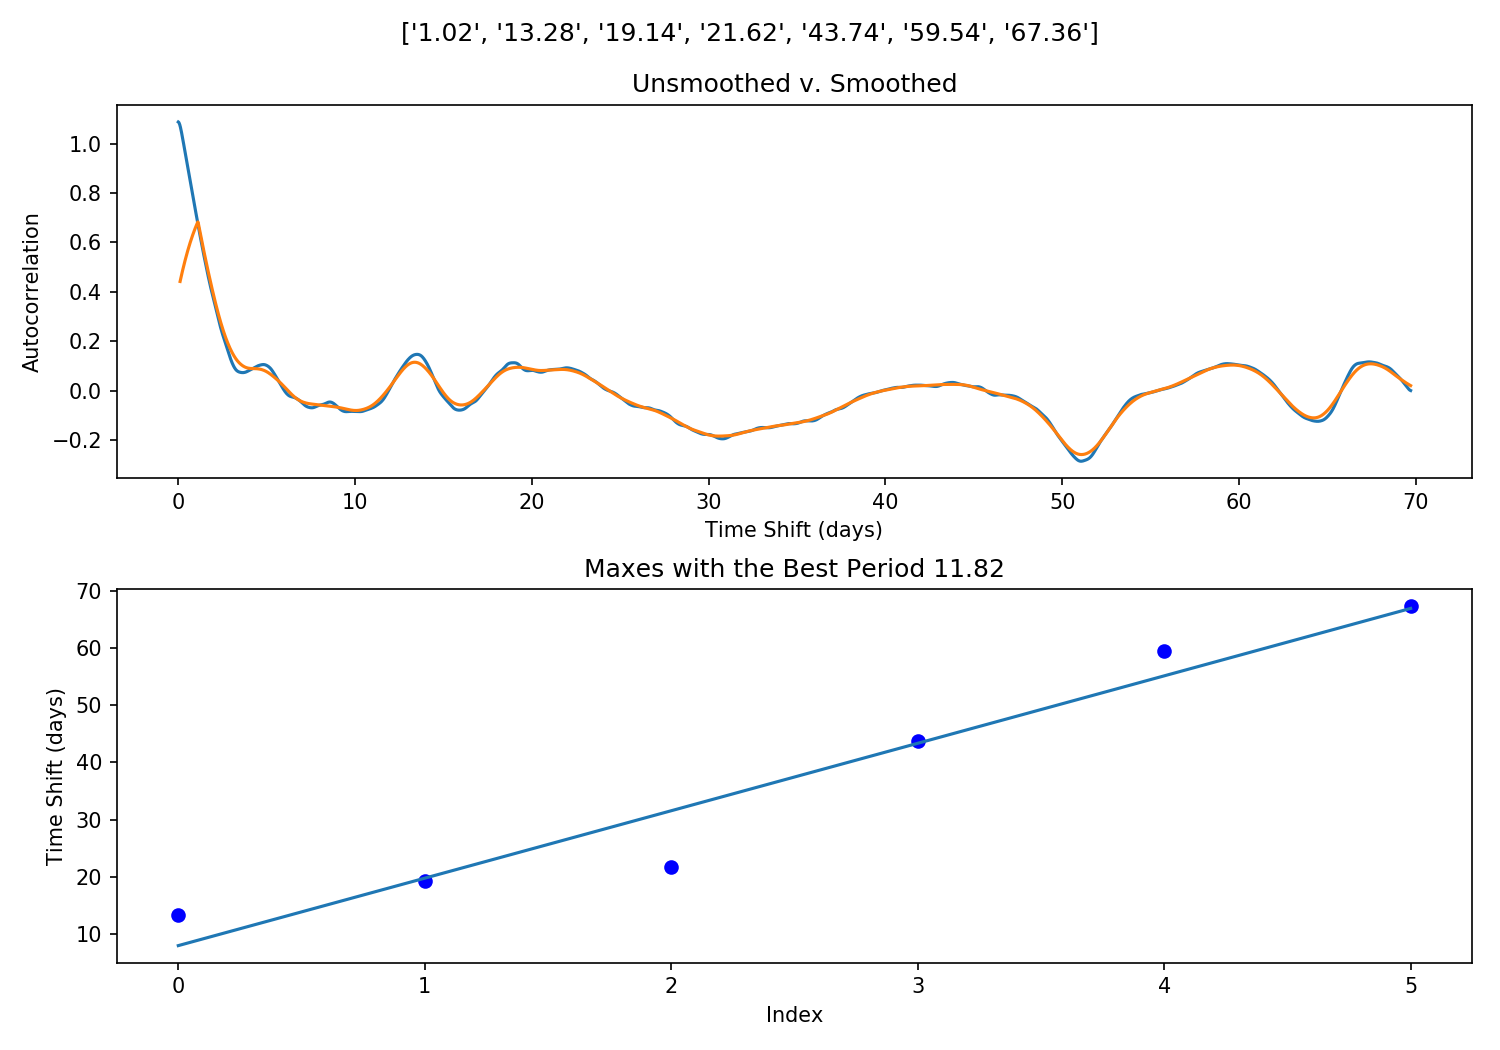 ['1.02', '13.28', '19.14', '21.62', '43.74', '59.54', '67.36']
Unsmoothed v. Smoothed
Autocorrelation
1.0
0.8
0.6
0.4
0.2
0.0
−0.2
0 10 20 30 40 50 60 70
Time Shift (days)
Maxes with the Best Period 11.82
Time Shift (days)
70
60
50
40
30
20
10
0 1 2 3 4 5
Index